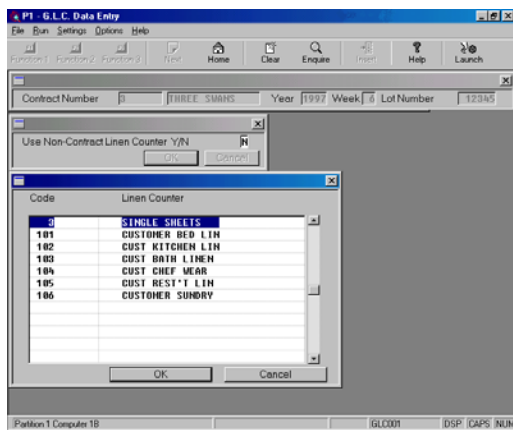 P1 - G.L.C. Data Entry
File Run Settings Options Help
Function 1 Function 2 Function 3 Next Home Clear Enquire Insert Help Launch
Contract Number 3 THREE SWANS Year 1997 Week 6 Lot Number 12345
Use Non-Contract Linen Counter Y/N N
OK Cancel
Code Linen Counter
3 SINGLE SHEETS
101 CUSTOMER BED LIN
102 CUST KITCHEN LIN
103 CUST BATH LINEN
104 CUST CHEF WEAR
105 CUST REST'T LIN
106 CUSTOMER SUNDRY
OK Cancel
Partition 1 Computer 1B GLC001 DSP CAPS NUM